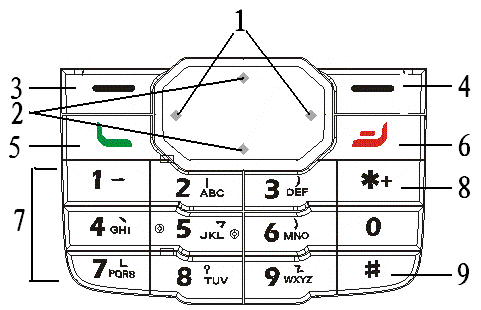 1
3
4
2
5
6
1 -
2 ABC
3 DEF
*+
8
7
4 GHI
5 JKL
6 MNO
0
7 PQRS
8 TUV
9 WXYZ
#
9